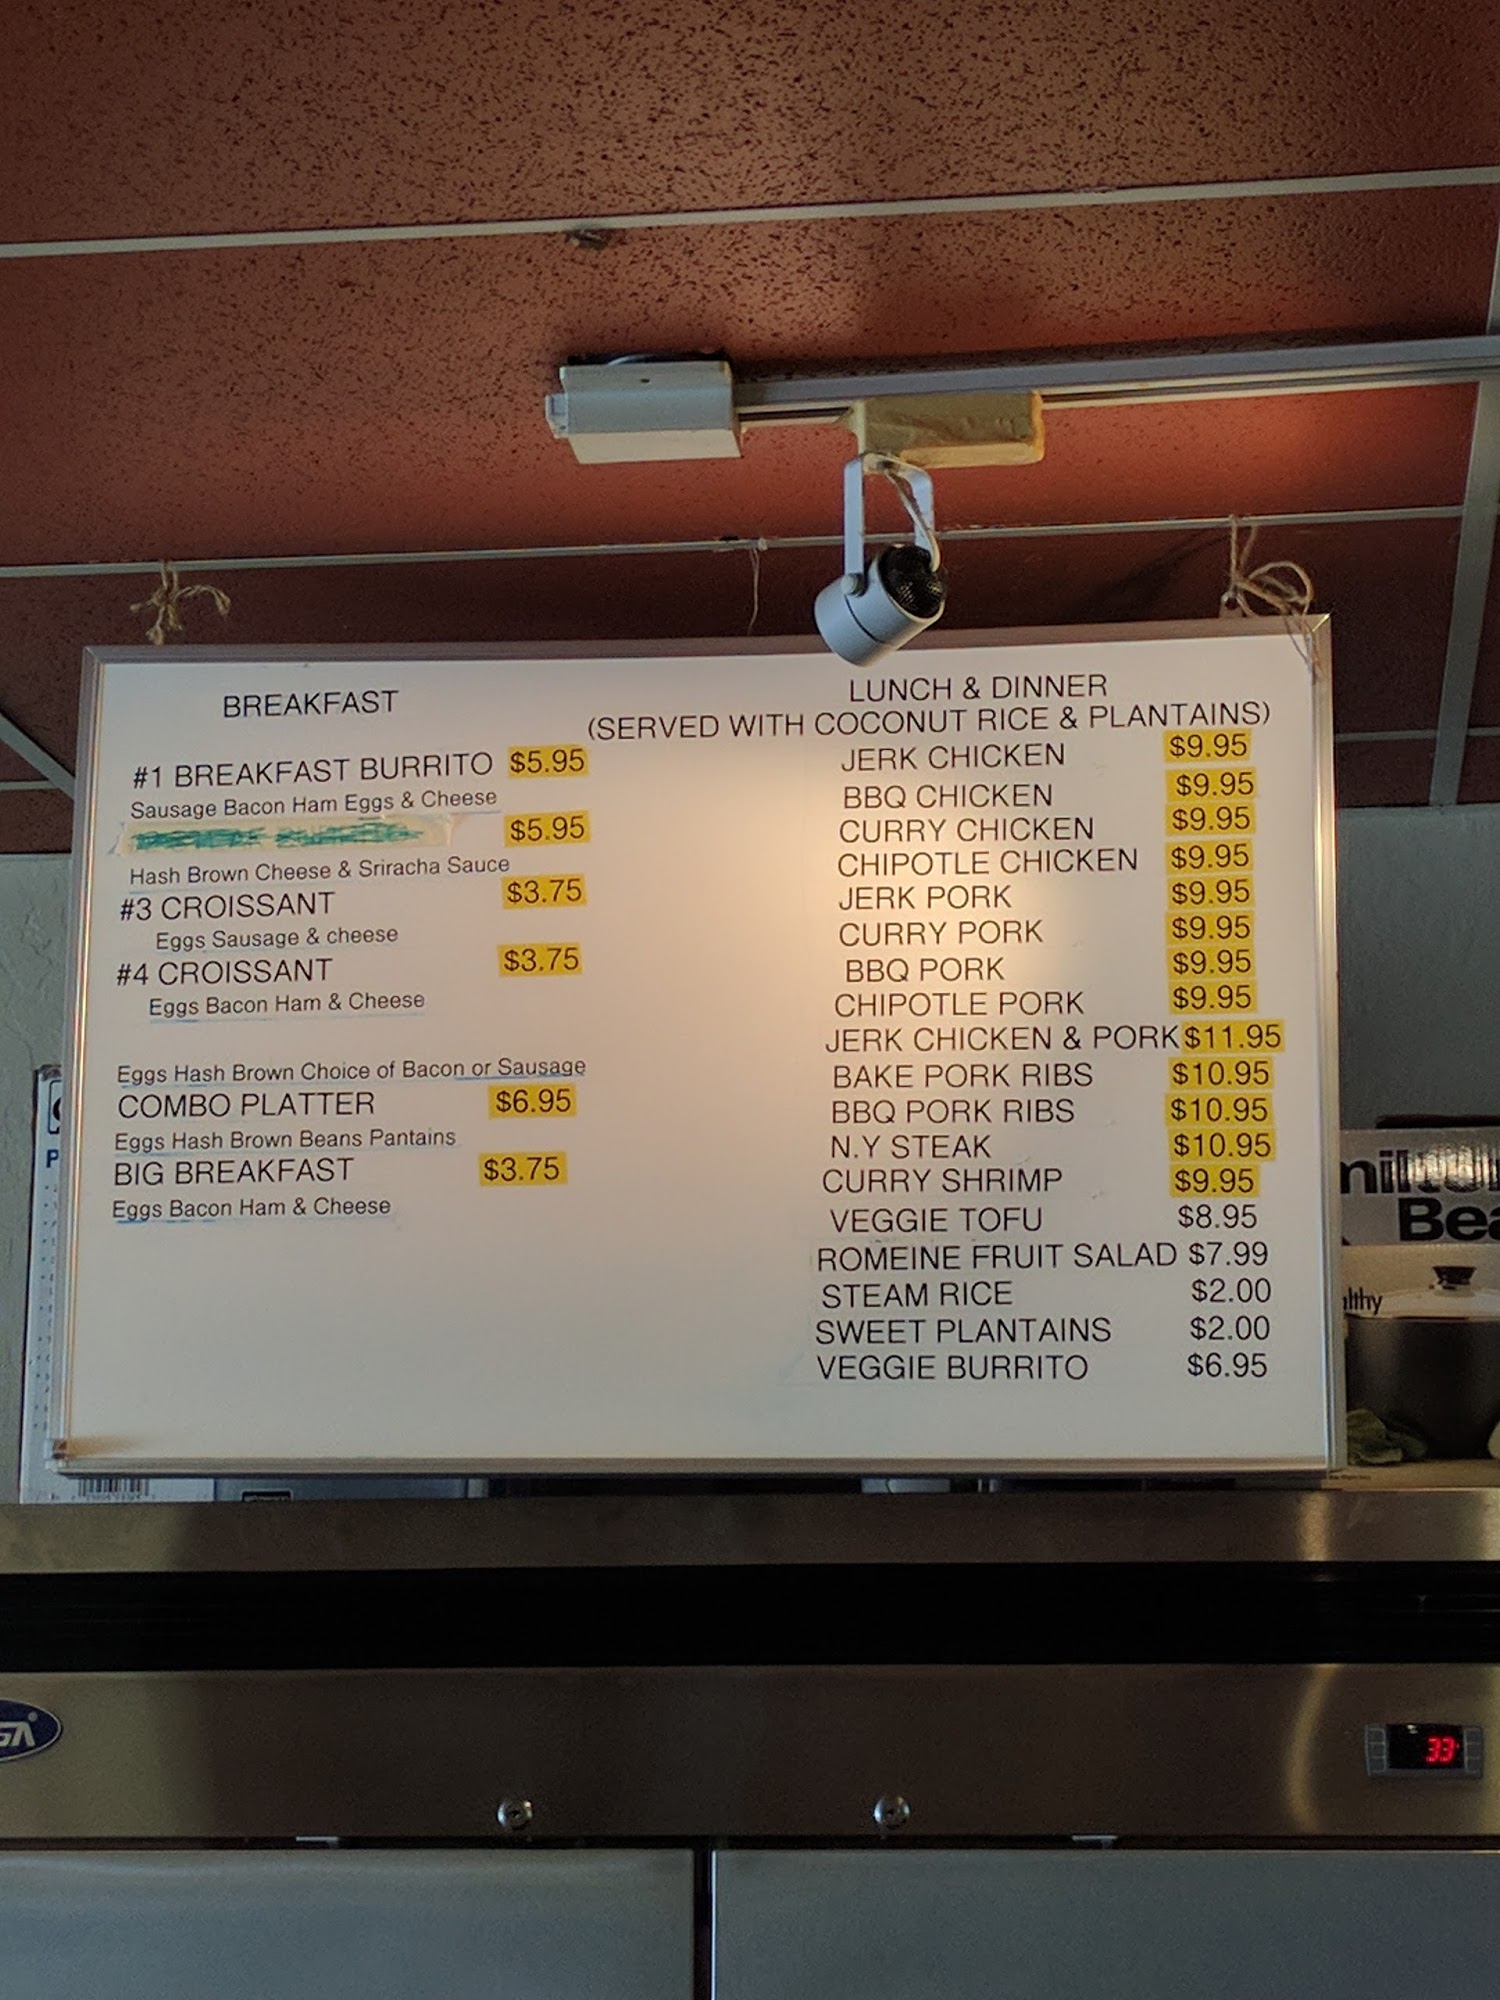 BREAKFAST
#1 BREAKFAST BURRITO $5.95
Sausage Bacon Ham Eggs & Cheese
$5.95
Hash Brown Cheese & Sriracha Sauce
#3 CROISSANT $3.75
Eggs Sausage & cheese
#4 CROISSANT $3.75
Eggs Bacon Ham & Cheese
Eggs Hash Brown Choice of Bacon or Sausage
COMBO PLATTER $6.95
Eggs Hash Brown Beans Pantains
BIG BREAKFAST $3.75
Eggs Bacon Ham & Cheese
LUNCH & DINNER
(SERVED WITH COCONUT RICE & PLANTAINS)
JERK CHICKEN $9.95
BBQ CHICKEN $9.95
CURRY CHICKEN $9.95
CHIPOTLE CHICKEN $9.95
JERK PORK $9.95
CURRY PORK $9.95
BBQ PORK $9.95
CHIPOTLE PORK $9.95
JERK CHICKEN & PORK $11.95
BAKE PORK RIBS $10.95
BBQ PORK RIBS $10.95
N.Y STEAK $10.95
CURRY SHRIMP $9.95
VEGGIE TOFU $8.95
ROMEINE FRUIT SALAD $7.99
STEAM RICE $2.00
SWEET PLANTAINS $2.00
VEGGIE BURRITO $6.95
milton
Bea
althy
33